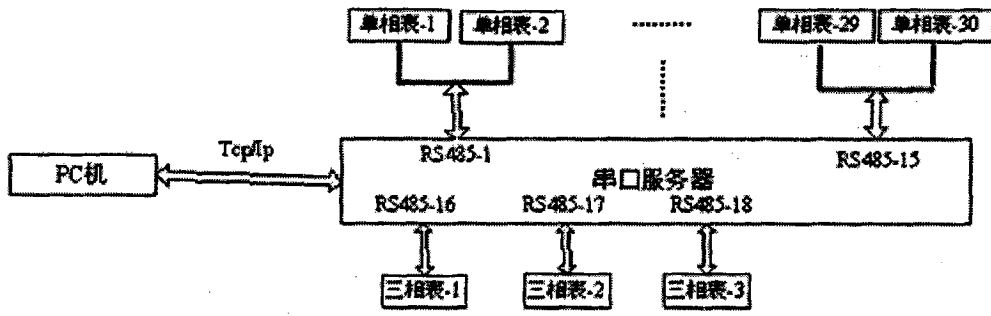 单相表-1 单相表-2 单相表-29 单相表-30
Tcp/Ip
RS485-1 RS485-15
PC机
串口服务器
RS485-16 RS485-17 RS485-18
三相表-1 三相表-2 三相表-3